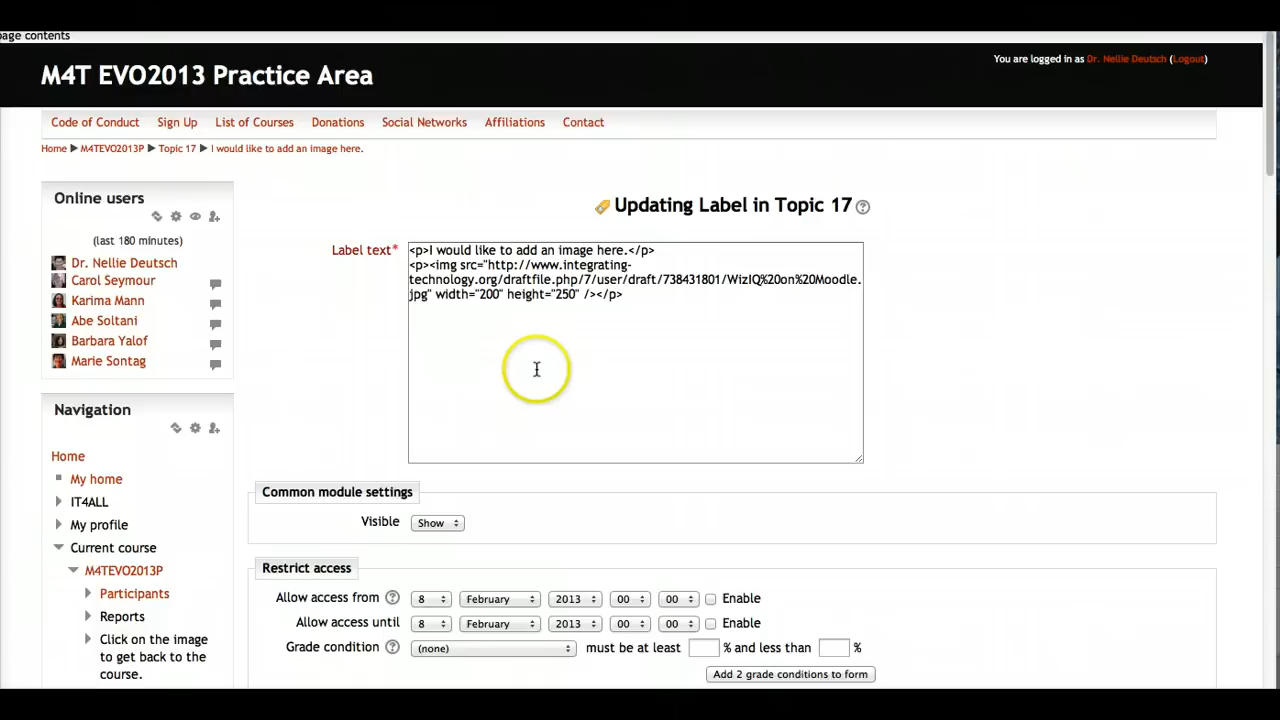 page contents
M4T EVO2013 Practice Area
You are logged in as Dr. Nellie Deutsch (Logout)
Code of Conduct Sign Up List of Courses Donations Social Networks Affiliations Contact
Home ► M4TEVO2013P ► Topic 17 ► I would like to add an image here.
Online users
(last 180 minutes)
Dr. Nellie Deutsch
Carol Seymour
Karima Mann
Abe Soltani
Barbara Yalof
Marie Sontag
Navigation
Home
My home
IT4ALL
My profile
Current course
M4TEVO2013P
Participants
Reports
Click on the image
to get back to the
course.
Updating Label in Topic 17
Label text*
<p>I would like to add an image here.</p>
<p><img src="http://www.integrating-
technology.org/draftfile.php/7/user/draft/738431801/WizIQ%20on%20Moodle.
jpg" width="200" height="250" /></p>
Common module settings
Visible Show
Restrict access
Allow access from 8 February 2013 00 00 Enable
Allow access until 8 February 2013 00 00 Enable
Grade condition (none) must be at least % and less than %
Add 2 grade conditions to form